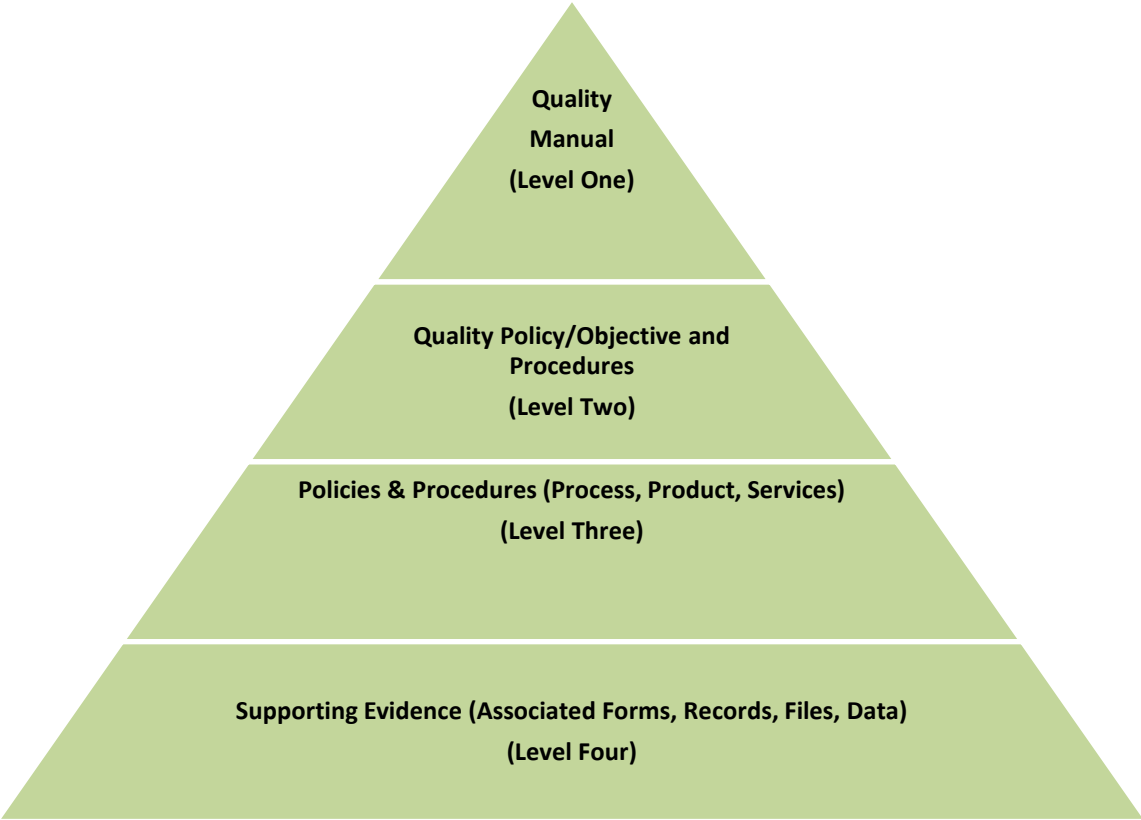 Quality
Manual
(Level One)
Quality Policy/Objective and
Procedures
(Level Two)
Policies & Procedures (Process, Product, Services)
(Level Three)
Supporting Evidence (Associated Forms, Records, Files, Data)
(Level Four)